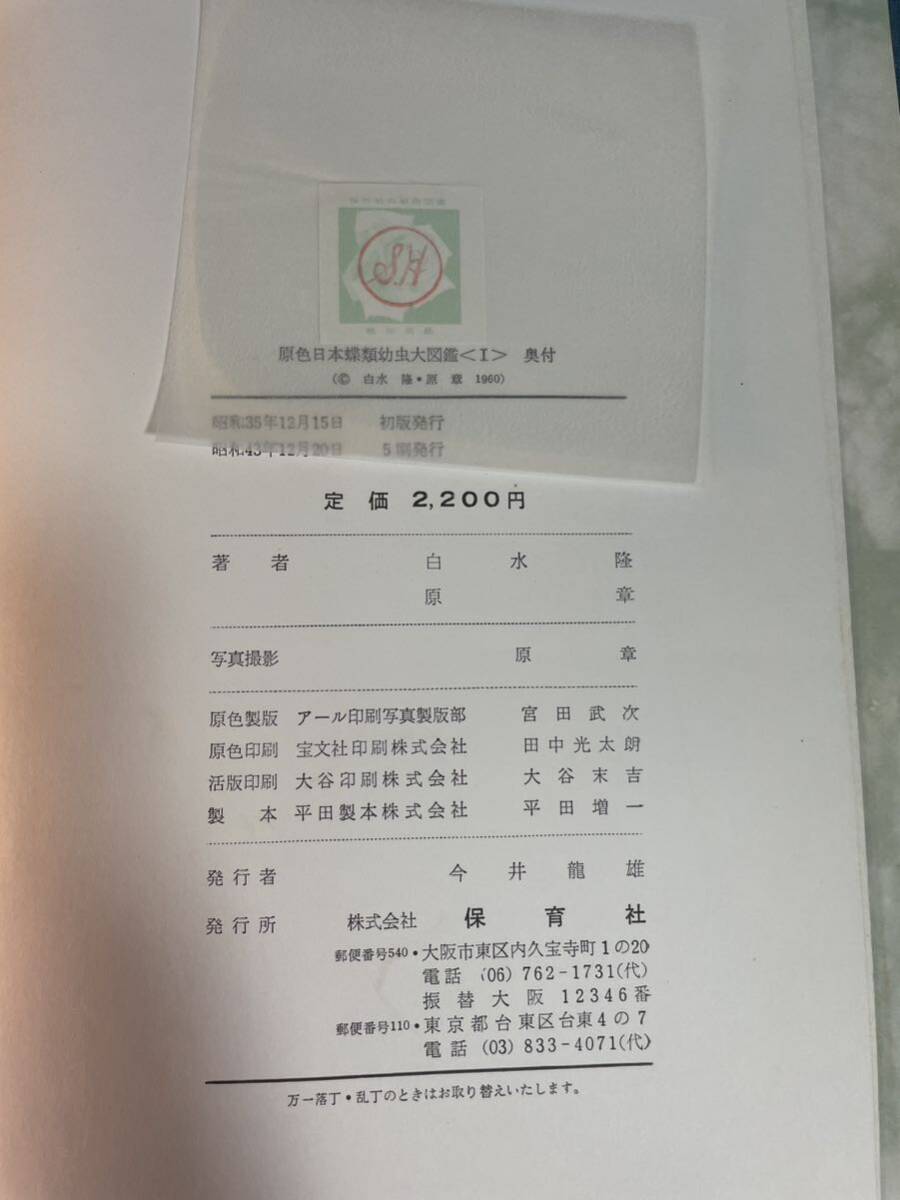 S.H
原色日本蝶類幼虫大図鑑<I> 奥付
(© 白水 隆・原 章 1960)
昭和35年12月15日 初版発行
昭和43年12月20日 5刷発行
定価 2,200円
著者 白水隆
原章
写真撮影 原章
原色製版 アール印刷写真製版部 宮田武次
原色印刷 宝文社印刷株式会社 田中光太朗
活版印刷 大谷印刷株式会社 大谷末吉
製本 平田製本株式会社 平田増一
発行者 今井龍雄
発行所 株式会社 保育社
郵便番号540・大阪市東区内久宝寺町1の20
電話 (06) 762-1731(代)
振替大阪 12346番
郵便番号110・東京都台東区台東4の7
電話 (03) 833-4071(代)
万一落丁・乱丁のときはお取り替えいたします。